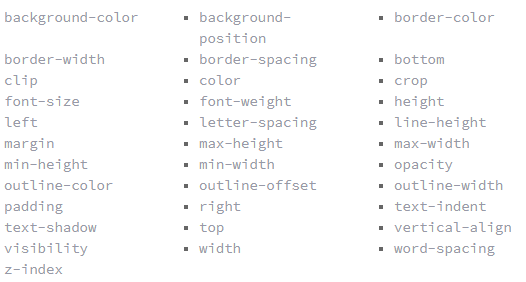 background-color ▪ background-position ▪ border-color
border-width ▪ border-spacing ▪ bottom
clip ▪ color ▪ crop
font-size ▪ font-weight ▪ height
left ▪ letter-spacing ▪ line-height
margin ▪ max-height ▪ max-width
min-height ▪ min-width ▪ opacity
outline-color ▪ outline-offset ▪ outline-width
padding ▪ right ▪ text-indent
text-shadow ▪ top ▪ vertical-align
visibility ▪ width ▪ word-spacing
z-index